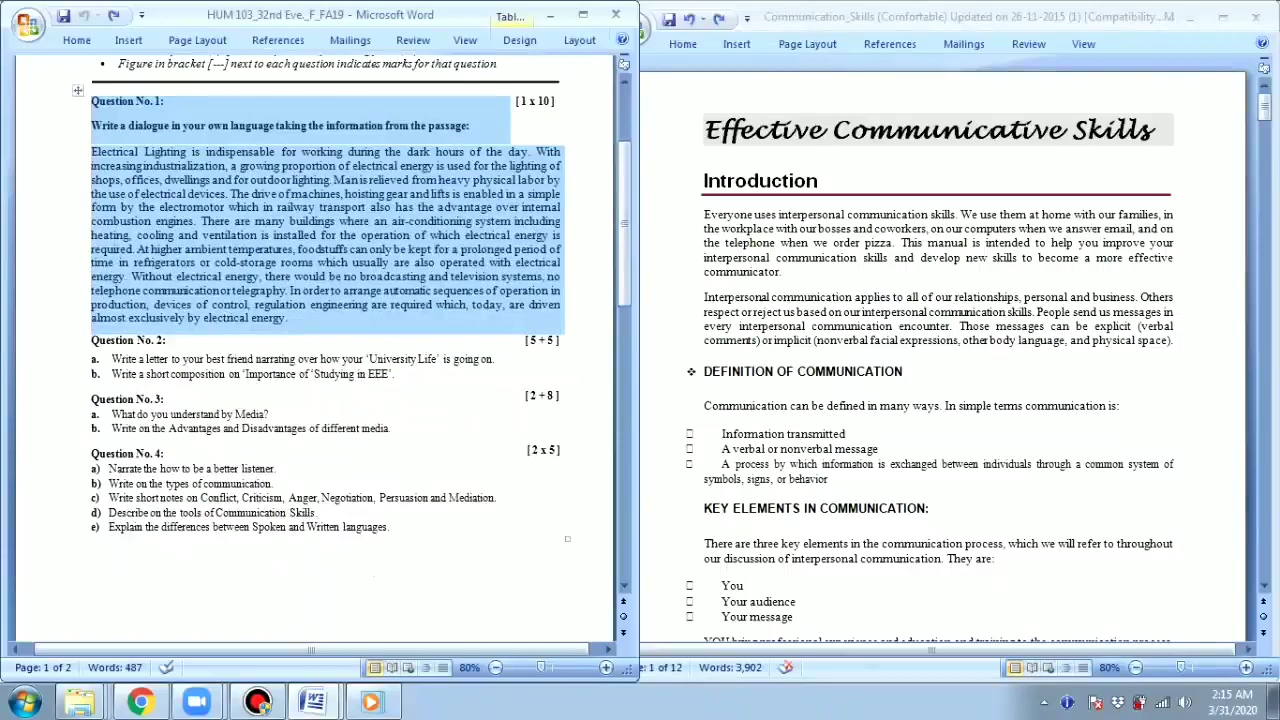 HUM 103_32nd Eve._F_FA19 - Microsoft Word
Tabl...
Home Insert Page Layout References Mailings Review View Design Layout
• Figure in bracket [---] next to each question indicates marks for that question
Question No. 1: [ 1 x 10 ]
Write a dialogue in your own language taking the information from the passage:
Electrical Lighting is indispensable for working during the dark hours of the day. With
increasing industrialization, a growing proportion of electrical energy is used for the lighting of
shops, offices, dwellings and for outdoor lighting. Man is relieved from heavy physical labor by
the use of electrical devices. The drive of machines, hoisting gear and lifts is enabled in a simple
form by the electromotor which in railway transport also has the advantage over internal
combustion engines. There are many buildings where an air-conditioning system including
heating, cooling and ventilation is installed for the operation of which electrical energy is
required. At higher ambient temperatures, foodstuffs can only be kept for a prolonged period of
time in refrigerators or cold-storage rooms which usually are also operated with electrical
energy. Without electrical energy, there would be no broadcasting and television systems, no
telephone communication or telegraphy. In order to arrange automatic sequences of operation in
production, devices of control, regulation engineering are required which, today, are driven
almost exclusively by electrical energy.
Question No. 2: [ 5 + 5 ]
a. Write a letter to your best friend narrating over how your ‘University Life’ is going on.
b. Write a short composition on ‘Importance of ‘Studying in EEE’.
Question No. 3: [ 2 + 8 ]
a. What do you understand by Media?
b. Write on the Advantages and Disadvantages of different media.
Question No. 4: [ 2 x 5 ]
a) Narrate the how to be a better listener.
b) Write on the types of communication.
c) Write short notes on Conflict, Criticism, Anger, Negotiation, Persuasion and Mediation.
d) Describe on the tools of Communication Skills.
e) Explain the differences between Spoken and Written languages.
Page: 1 of 2 Words: 487 80%
Communication_Skills (Comfortable) Updated on 26-11-2015 (1) [Compatibility... M
Home Insert Page Layout References Mailings Review View
Effective Communicative Skills
Introduction
Everyone uses interpersonal communication skills. We use them at home with our families, in
the workplace with our bosses and coworkers, on our computers when we answer email, and on
the telephone when we order pizza. This manual is intended to help you improve your
interpersonal communication skills and develop new skills to become a more effective
communicator.
Interpersonal communication applies to all of our relationships, personal and business. Others
respect or reject us based on our interpersonal communication skills. People send us messages in
every interpersonal communication encounter. Those messages can be explicit (verbal
comments) or implicit (nonverbal facial expressions, other body language, and physical space).
❖ DEFINITION OF COMMUNICATION
Communication can be defined in many ways. In simple terms communication is:
Information transmitted
A verbal or nonverbal message
A process by which information is exchanged between individuals through a common system of
symbols, signs, or behavior
KEY ELEMENTS IN COMMUNICATION:
There are three key elements in the communication process, which we will refer to throughout
our discussion of interpersonal communication. They are:
You
Your audience
Your message
YOU bring professional experience and education and training to the communication process.
: 1 of 12 Words: 3,902 80%
2:15 AM
3/31/2020